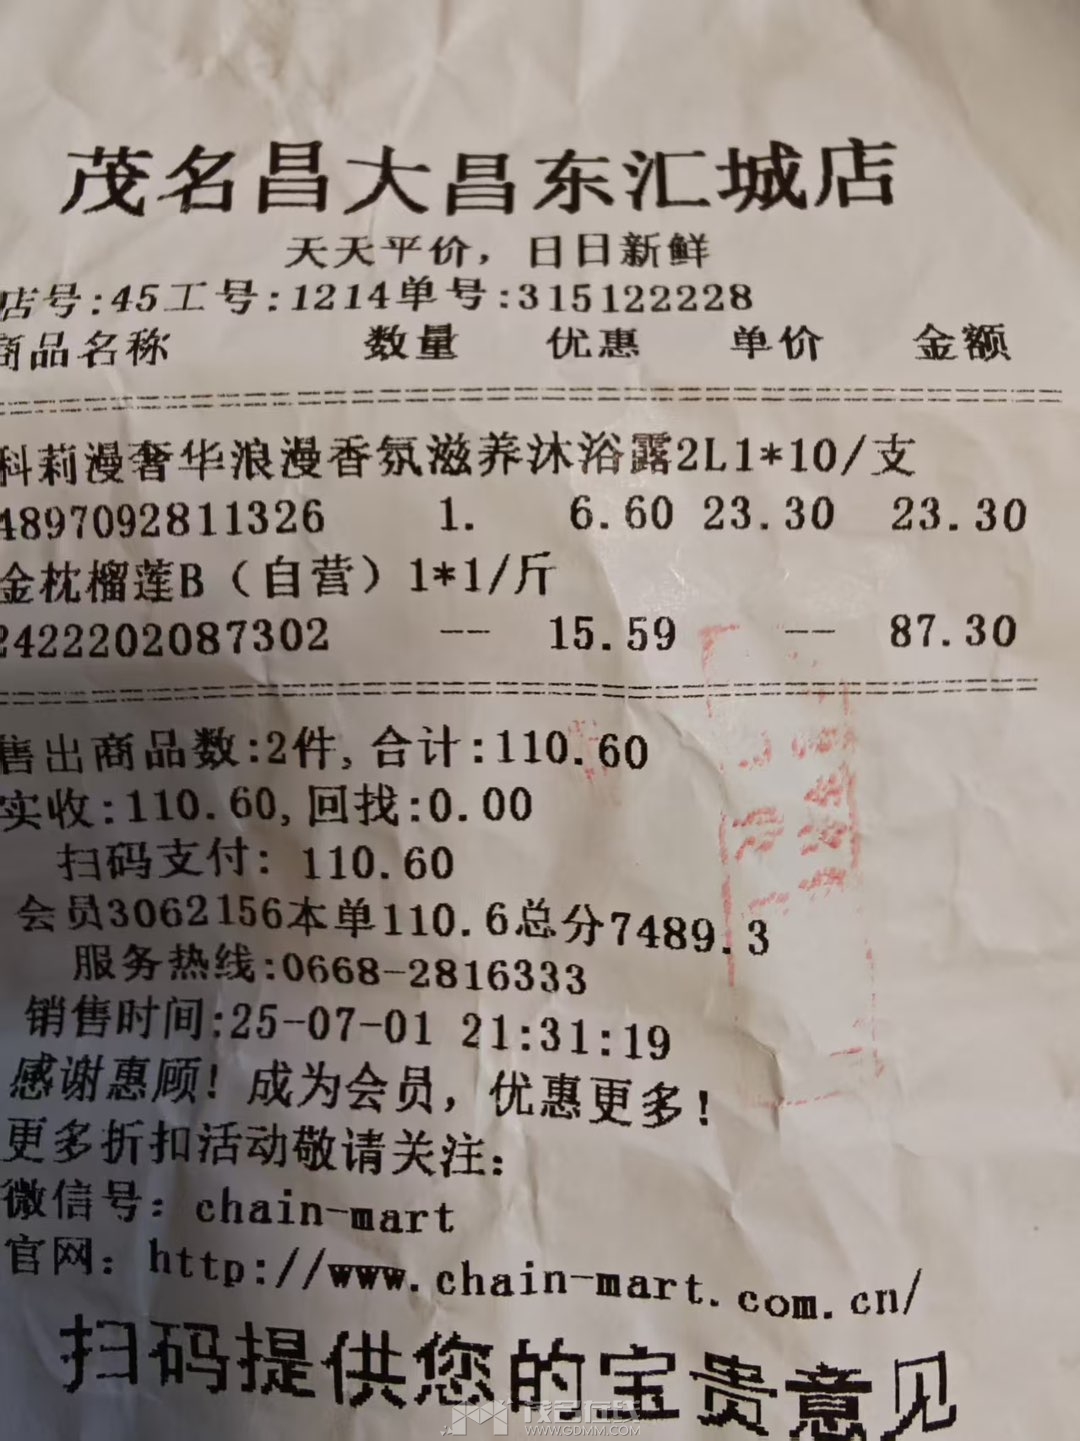 茂名昌大昌东汇城店
天天平价，日日新鲜
店号:45工号:1214单号:315122228
商品名称 数量 优惠 单价 金额
科莉漫奢华浪漫香氛滋养沐浴露2L1*10/支
4897092811326 1. 6.60 23.30 23.30
金枕榴莲B（自营）1*1/斤
2422202087302 -- 15.59 -- 87.30
售出商品数:2件,合计:110.60
实收:110.60,回找:0.00
扫码支付: 110.60
会员3062156本单110.6总分7489.3
服务热线:0668-2816333
销售时间:25-07-01 21:31:19
感谢惠顾！成为会员，优惠更多！
更多折扣活动敬请关注：
微信号：chain-mart
官网：http://www.chain-mart.com.cn/
扫码提供您的宝贵意见
茂名在线
WWW.GDMM.COM